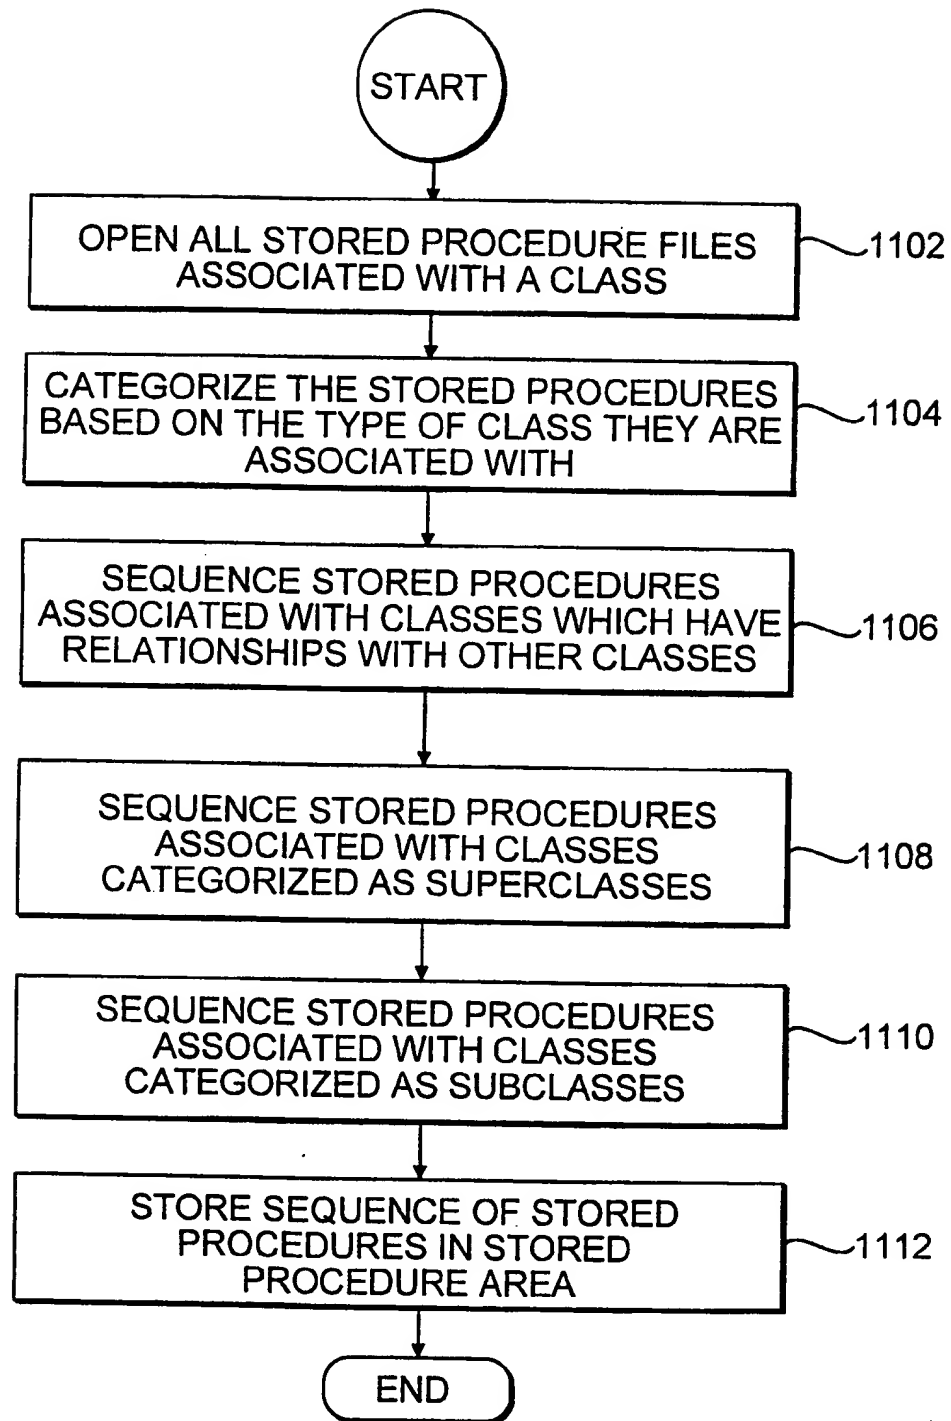 START
OPEN ALL STORED PROCEDURE FILES
ASSOCIATED WITH A CLASS
1102
CATEGORIZE THE STORED PROCEDURES
BASED ON THE TYPE OF CLASS THEY ARE
ASSOCIATED WITH
1104
SEQUENCE STORED PROCEDURES
ASSOCIATED WITH CLASSES WHICH HAVE
RELATIONSHIPS WITH OTHER CLASSES
1106
SEQUENCE STORED PROCEDURES
ASSOCIATED WITH CLASSES
CATEGORIZED AS SUPERCLASSES
1108
SEQUENCE STORED PROCEDURES
ASSOCIATED WITH CLASSES
CATEGORIZED AS SUBCLASSES
1110
STORE SEQUENCE OF STORED
PROCEDURES IN STORED
PROCEDURE AREA
1112
END